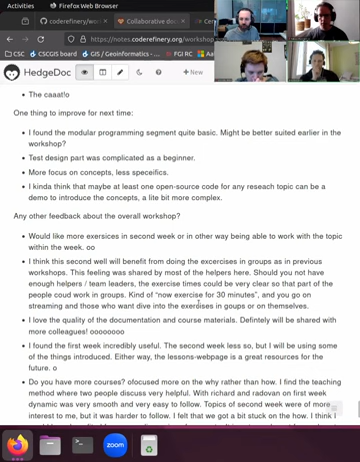 Activities
Firefox Web Browser
coderefinery/wor
Collaborative doc
Cer
https://notes.coderefinery.org/workshop
CSC
CSCGIS board
GIS / Geoinformatics -...
FGI RC
HedgeDoc
+ New
The caaat!o
One thing to improve for next time:
I found the modular programming segment quite basic. Might be better suited earlier in the
workshop?
Test design part was complicated as a beginner.
More focus on concepts, less speceifics.
I kinda think that maybe at least one open-source code for any reseach topic can be a
demo to introduce the concepts, a lite bit more complex.
Any other feedback about the overall workshop?
Would like more exersices in second week or in other way being able to work with the topic
within the week. oo
I think this second well will benefit from doing the excercises in groups as in previous
workshops. This feeling was shared by most of the helpers here. Should you not have
enough helpers / team leaders, the exercise times could be very clear so that part of the
people coud work in groups. Kind of "now exercise for 30 minutes", and you go on
streaming and those who want dive into the exercises in goups or on themselves.
I love the quality of the documentation and course materials. Defintely will be shared with
more colleagues! ooooooo
I found the first week incredibly useful. The second week less so, but I will be using some
of the things introduced. Either way, the lessons-webpage is a great resources for the
future. o
Do you have more courses? ofocused more on the why rather than how. I find the teaching
method where two people discuss very helpful. With richard and radovan on first week
dynamic was very smooth and very easy to follow. Topics of second week were of more
interest to me, but it was harder to follow. I felt that we got a bit stuck on the how. I think I
zoom